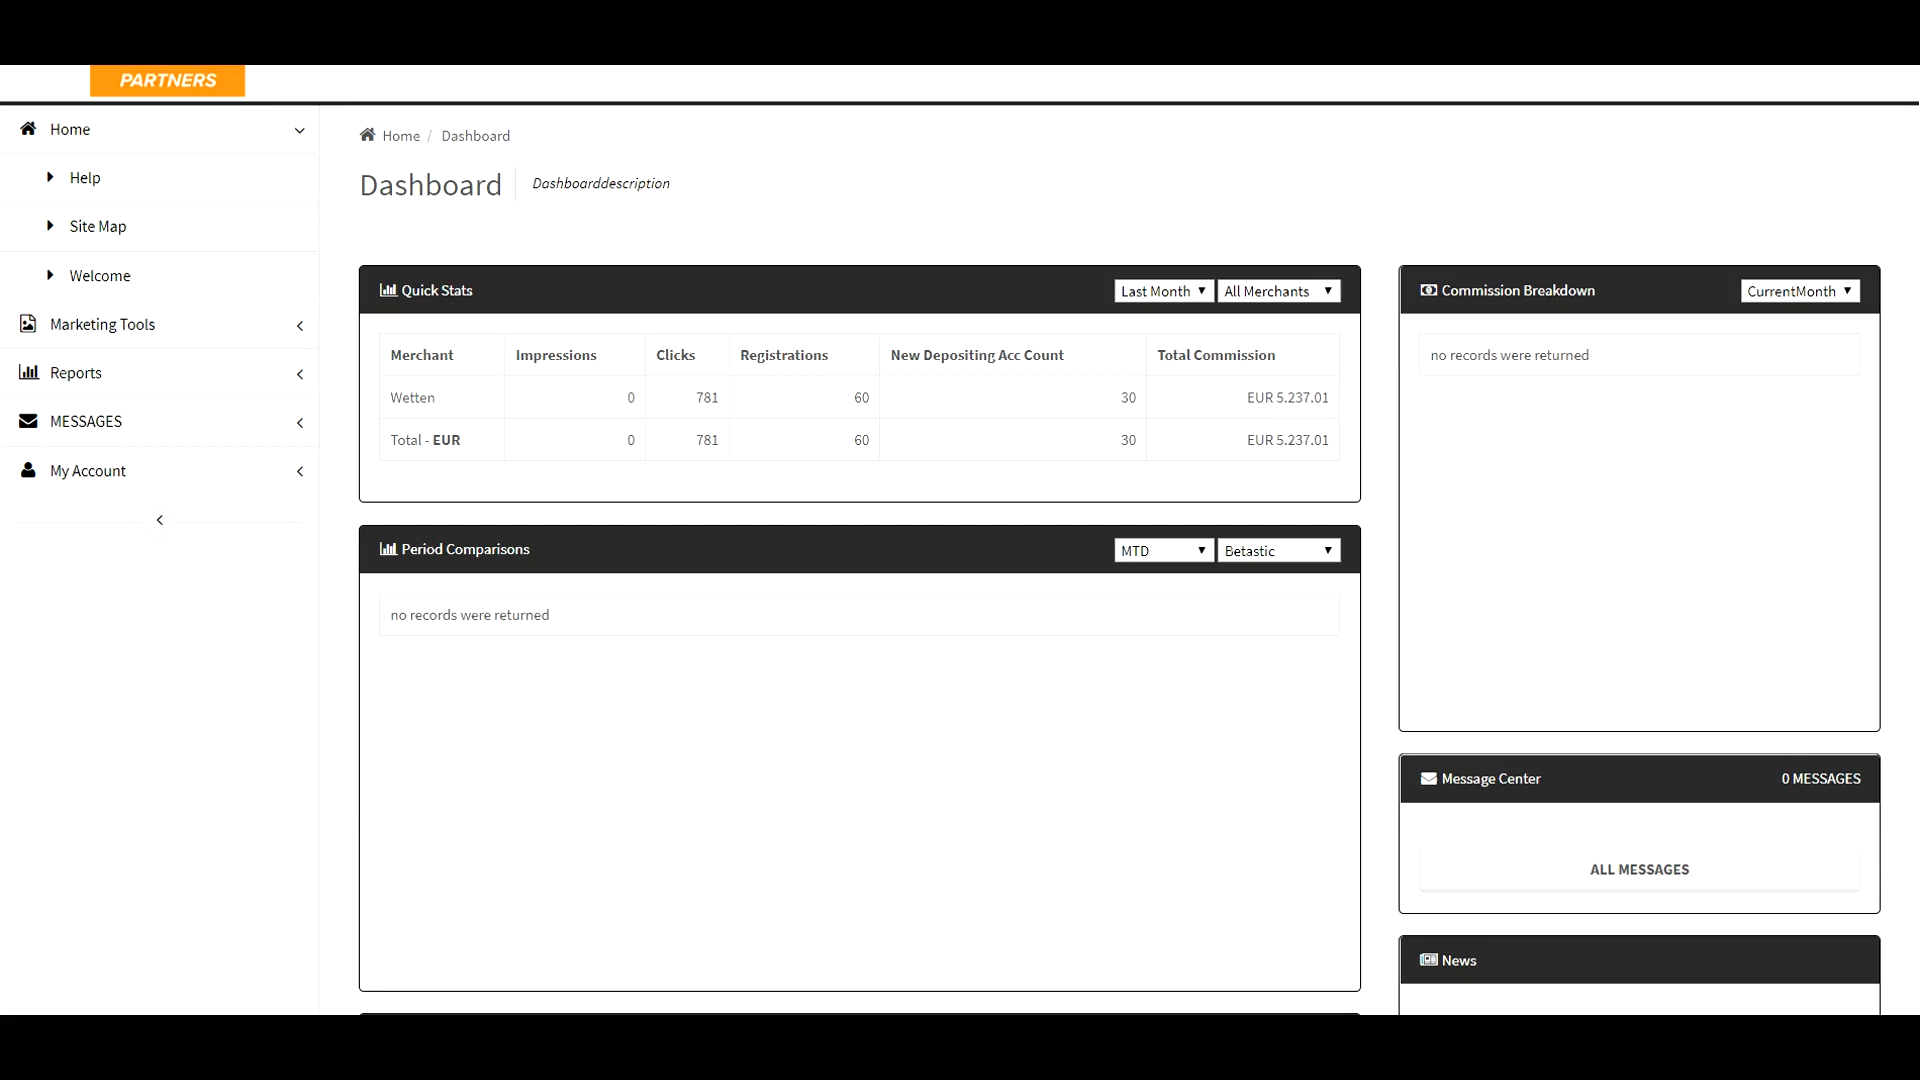 PARTNERS
Home
Help
Site Map
Welcome
Marketing Tools
Reports
MESSAGES
My Account
Home / Dashboard
Dashboard Dashboarddescription
Quick Stats Last Month All Merchants
Merchant Impressions Clicks Registrations New Depositing Acc Count Total Commission
Wetten 0 781 60 30 EUR 5.237.01
Total - EUR 0 781 60 30 EUR 5.237.01
Period Comparisons MTD Betastic
no records were returned
Commission Breakdown CurrentMonth
no records were returned
Message Center 0 MESSAGES
ALL MESSAGES
News